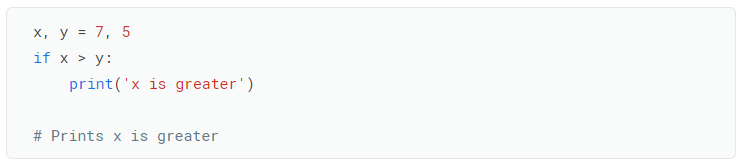 x, y = 7, 5
if x > y:
    print('x is greater')
# Prints x is greater